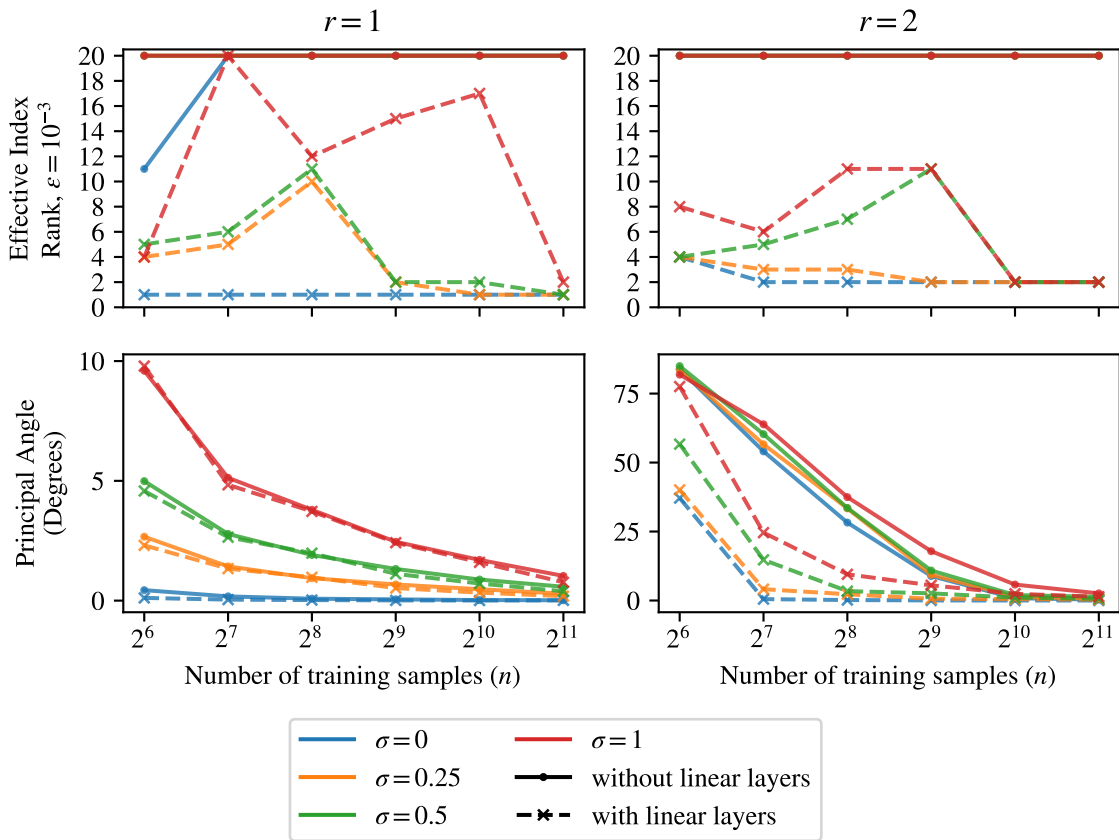 r = 1
r = 2
Effective Index
Rank, ε = 10⁻³
20
18
16
14
12
10
8
6
4
2
0
20
18
16
14
12
10
8
6
4
2
0
Principal Angle
(Degrees)
10
5
0
75
50
25
0
2⁶ 2⁷ 2⁸ 2⁹ 2¹⁰ 2¹¹
2⁶ 2⁷ 2⁸ 2⁹ 2¹⁰ 2¹¹
Number of training samples (n)
Number of training samples (n)
σ = 0
σ = 0.25
σ = 0.5
σ = 1
without linear layers
with linear layers